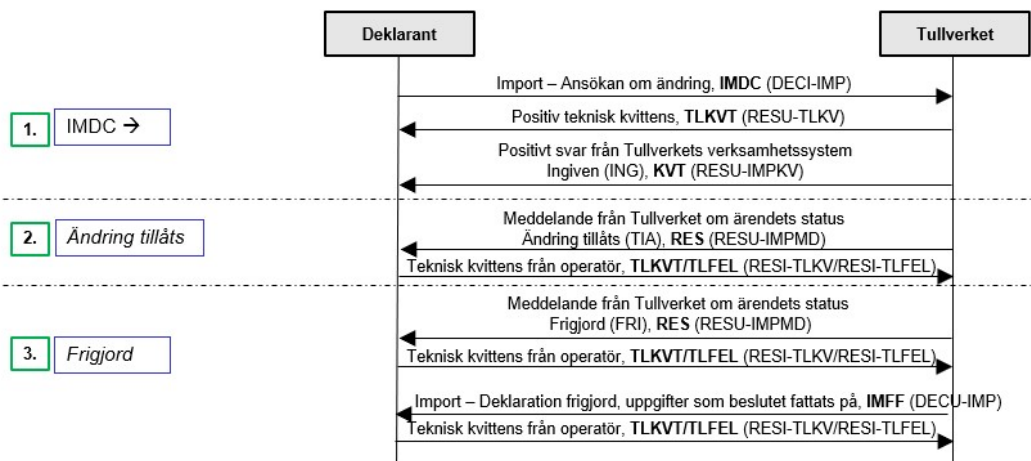 Deklarant
Tullverket
Import – Ansökan om ändring, IMDC (DECI-IMP)
1.
IMDC →
Positiv teknisk kvittens, TLKVT (RESU-TLKV)
Positivt svar från Tullverkets verksamhetssystem
Ingiven (ING), KVT (RESU-IMPKV)
2.
Ändring tillåts
Meddelande från Tullverket om ärendets status
Ändring tillåts (TIA), RES (RESU-IMPMD)
Teknisk kvittens från operatör, TLKVT/TLFEL (RESI-TLKV/RESI-TLFEL)
3.
Frigjord
Meddelande från Tullverket om ärendets status
Frigjord (FRI), RES (RESU-IMPMD)
Teknisk kvittens från operatör, TLKVT/TLFEL (RESI-TLKV/RESI-TLFEL)
Import – Deklaration frigjord, uppgifter som beslutet fattats på, IMFF (DECU-IMP)
Teknisk kvittens från operatör, TLKVT/TLFEL (RESI-TLKV/RESI-TLFEL)